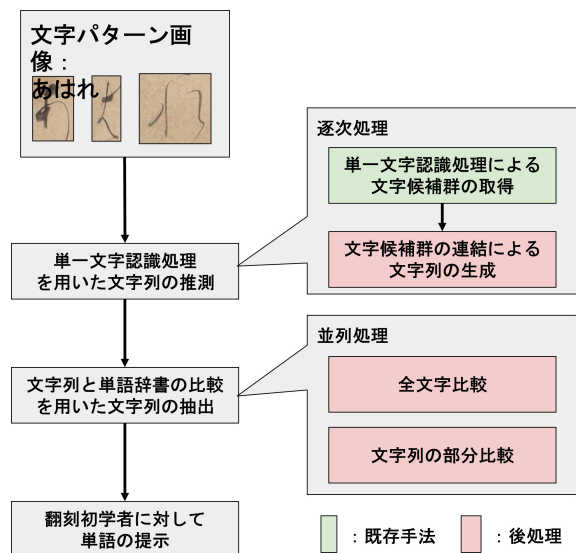 文字パターン画
像：
あはれ
単一文字認識処理
を用いた文字列の推測
文字列と単語辞書の比較
を用いた文字列の抽出
翻刻初学者に対して
単語の提示
逐次処理
単一文字認識処理による
文字候補群の取得
文字候補群の連結による
文字列の生成
並列処理
全文字比較
文字列の部分比較
：既存手法
：後処理